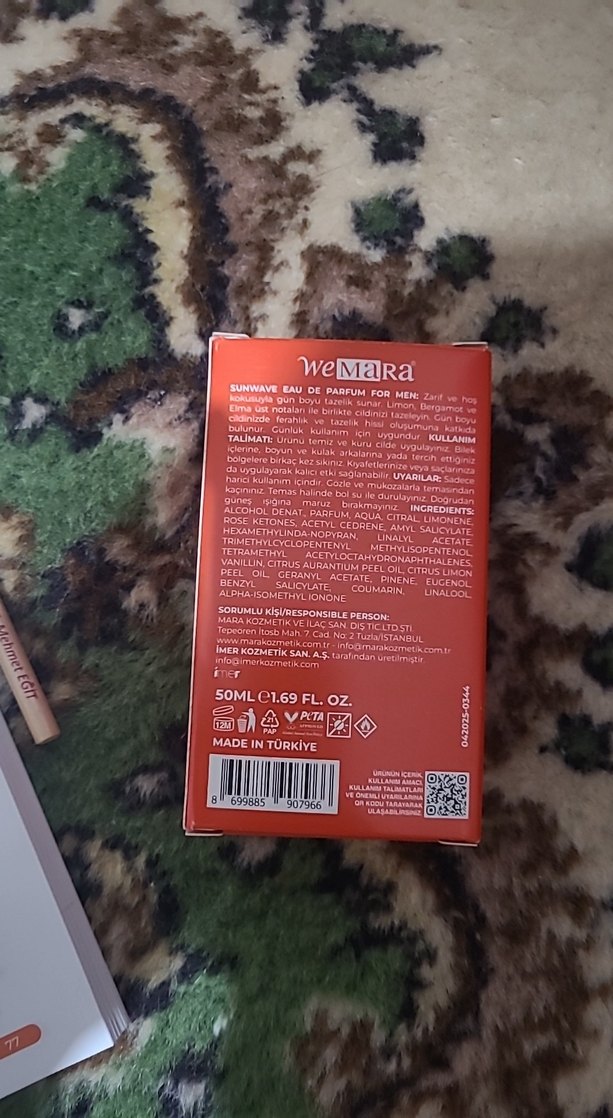 WEMARA
SUNWAVE EAU DE PARFUM FOR MEN: Zarif ve hoş
kokusuyla gün boyu tazelik sunar. Limon, Bergamot ve
Elma üst notaları ile birlikte cildinizi tazeleyin. Gün boyu
cildinizde ferahlık ve tazelik hissi oluşumuna katkıda
bulunur. Günlük kullanım için uygundur. KULLANIM
TALİMATI: Ürünü temiz ve kuru cilde uygulayınız. Bilek
içlerine, boyun ve kulak arkalarına yada tercih ettiğiniz
bölgelere birkaç kez sıkınız. Kıyafetlerinize veya saçlarınıza
da uygulayarak kalıcı etki sağlanabilir. UYARILAR: Sadece
harici kullanım içindir. Gözle ve mukozalarla temasından
kaçınınız. Temas halinde bol su ile durulayınız. Doğrudan
güneş ışığına maruz bırakmayınız. INGREDIENTS:
ALCOHOL DENAT., PARFUM, AQUA, CITRAL, LIMONENE,
ROSE KETONES, ACETYL CEDRENE, AMYL SALICYLATE,
HEXAMETHYLINDA-NOPYRAN, LINALYL ACETATE,
TRIMETHYLCYCLOPENTENYL METHYLISOPENTENOL,
TETRAMETHYL ACETYLOCTAHYDRONAPHTHALENES,
VANILLIN, CITRUS AURANTIUM PEEL OIL, CITRUS LIMON
PEEL OIL, GERANYL ACETATE, PINENE, EUGENOL,
BENZYL SALICYLATE, COUMARIN, LINALOOL,
ALPHA-ISOMETHYL IONONE
SORUMLU KİŞİ/RESPONSIBLE PERSON:
MARA KOZMETİK VE İLAÇ SAN. DIŞ TİC.LTD.ŞTİ.
Tepeören İtosb Mah. 7. Cad. No: 2 Tuzla/İSTANBUL
www.marakozmetik.com.tr - info@marakozmetik.com.tr
İMER KOZMETİK SAN. A.Ş. tarafından üretilmiştir.
info@imerkozmetik.com
imer
50ML ℮1.69 FL. OZ.
12M
21
PAP
PETA
MADE IN TÜRKİYE
042025-0344
8 699885 907966
ÜRÜNÜN İÇERİK,
KULLANIM AMACI,
KULLANIM TALİMATLARI
VE ÖNEMLİ UYARILARINA
QR KODU TARAYARAK
ULAŞABİLİRSİNİZ.
Mehmet EĞİT
77